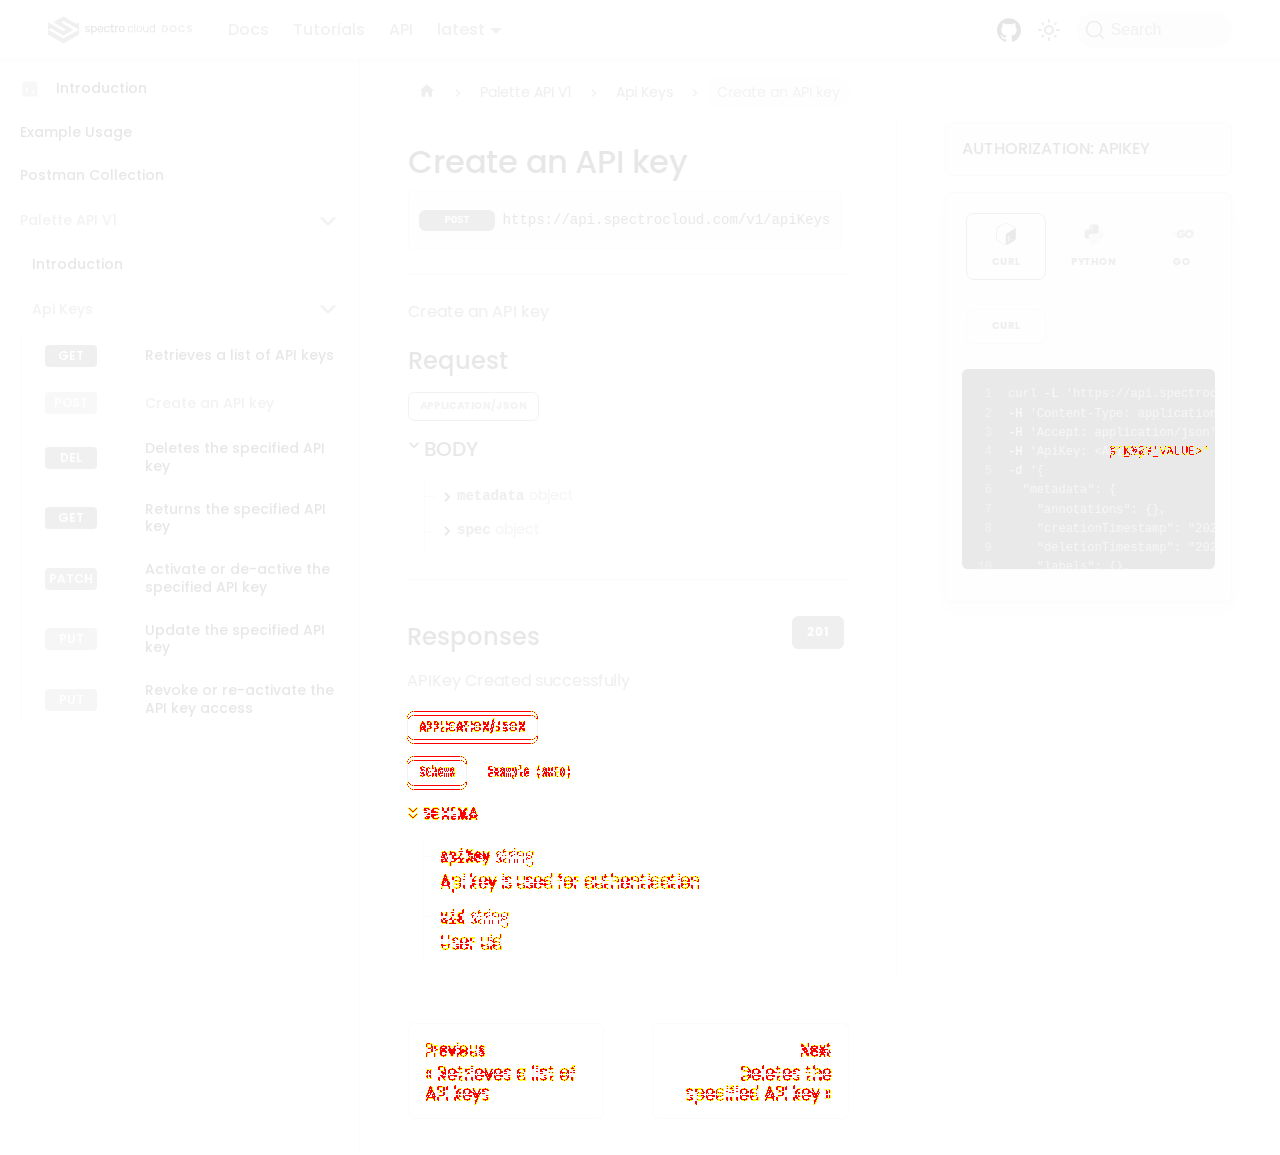 spectro cloud DOCS
Docs Tutorials API latest
Search
Introduction
Example Usage
Postman Collection
Palette API V1
Introduction
Api Keys
GET Retrieves a list of API keys
POST Create an API key
DEL Deletes the specified API
key
GET Returns the specified API
key
PATCH Activate or de-active the
specified API key
PUT Update the specified API
key
PUT Revoke or re-activate the
API key access
Palette API V1 Api Keys Create an API key
Create an API key
POST https://api.spectrocloud.com/v1/apiKeys
Create an API key
Request
APPLICATION/JSON
BODY
metadata object
spec object
Responses
201
APIKey Created successfully
APPLICATION/JSON
Schema Example (auto)
SCHEMA
apiKey string
Api key is used for authentication
uid string
User uid
Previous
« Retrieves a list of
API keys
Next
Deletes the
specified API key »
AUTHORIZATION: APIKEY
CURL PYTHON GO
CURL
1 curl -L 'https://api.spectroc
2 -H 'Content-Type: application
3 -H 'Accept: application/json'
4 -H 'ApiKey: _VALUE>'
5 -d '{
6 "metadata": {
7 "annotations": {},
8 "creationTimestamp": "202
9 "deletionTimestamp": "202
10 "labels": {}